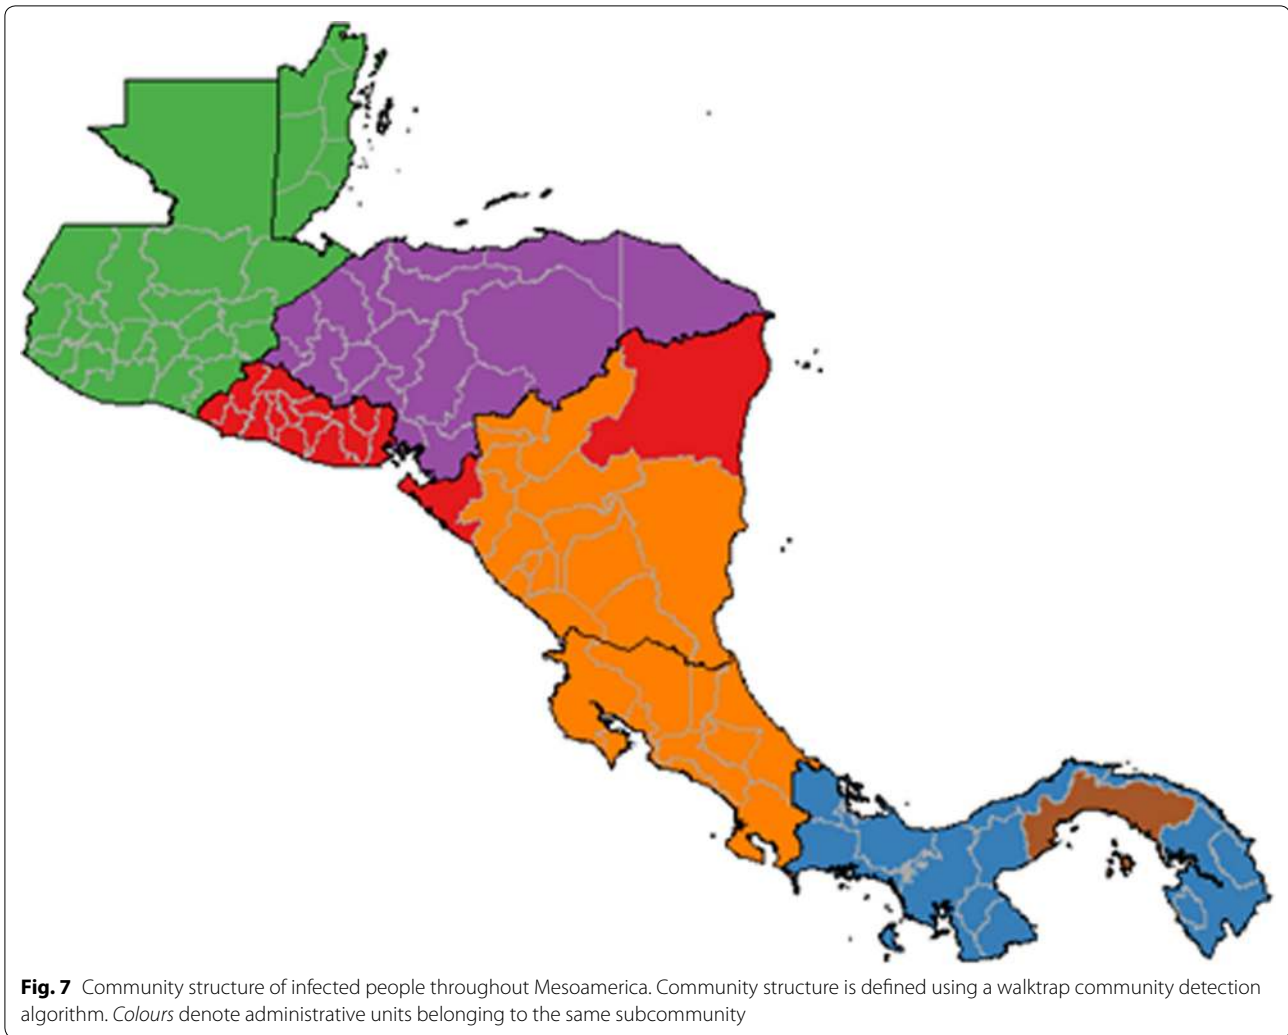 Fig. 7 Community structure of infected people throughout Mesoamerica. Community structure is defined using a walktrap community detection
algorithm. Colours denote administrative units belonging to the same subcommunity